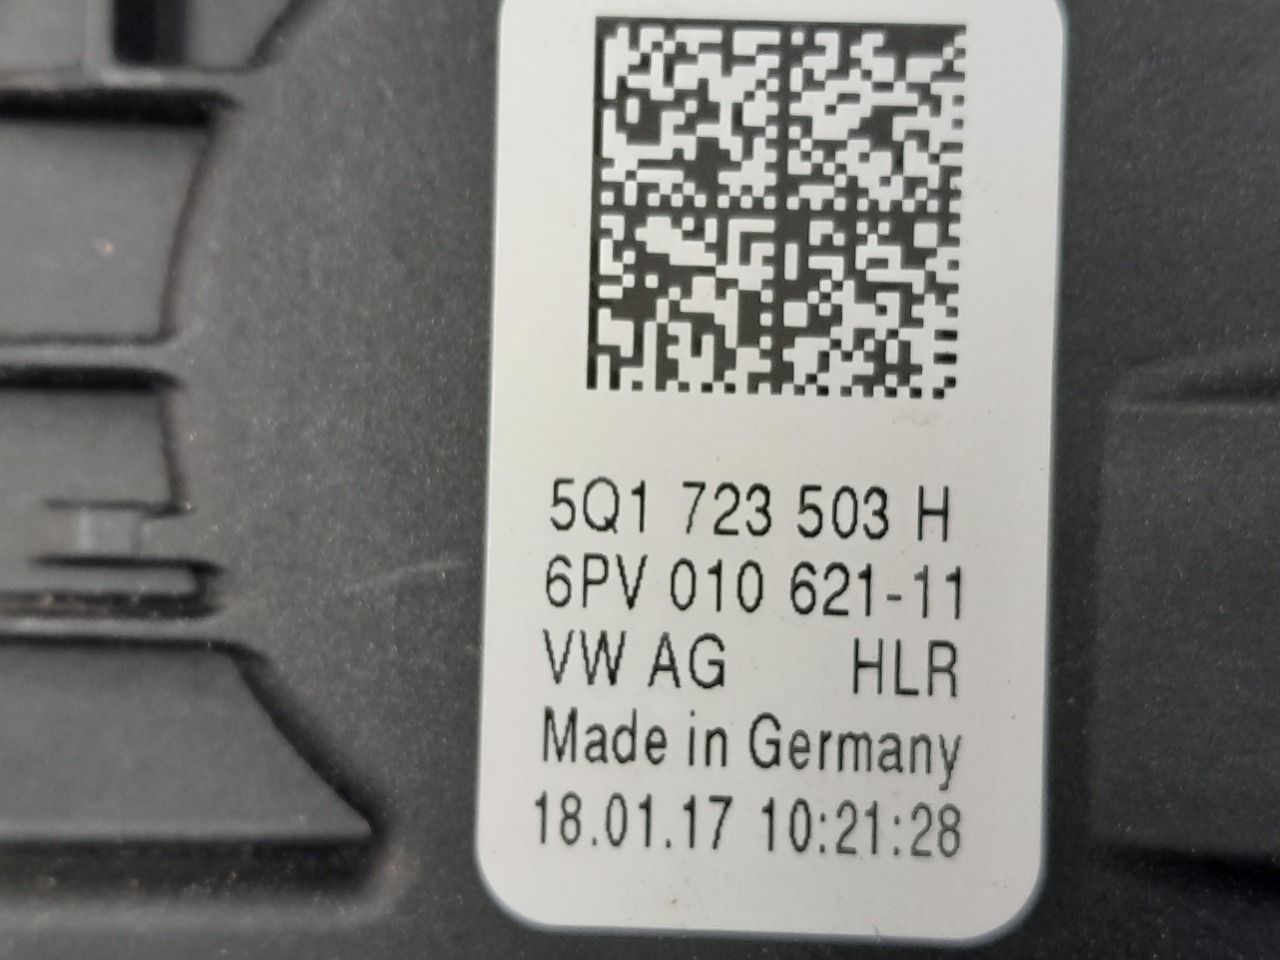 5Q1 723 503 H
6PV 010 621-11
VW AG HLR
Made in Germany
18.01.17 10:21:28